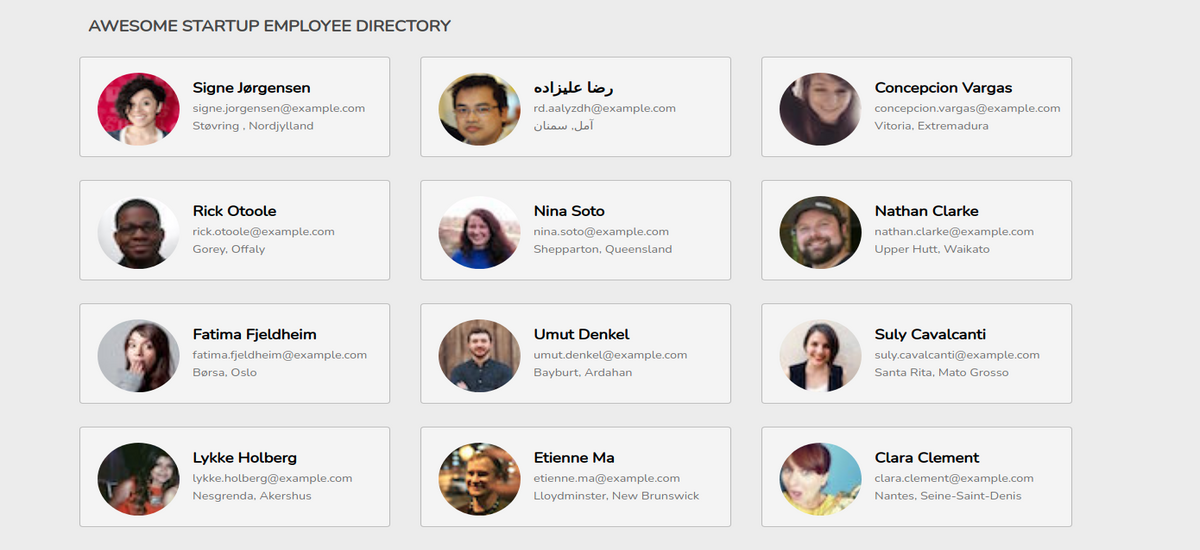 AWESOME STARTUP EMPLOYEE DIRECTORY
Signe Jørgensen
signe.jorgensen@example.com
Støvring , Nordjylland
رضا علیزاده
rd.aalyzdh@example.com
آمل, سمنان
Concepcion Vargas
concepcion.vargas@example.com
Vitoria, Extremadura
Rick Otoole
rick.otoole@example.com
Gorey, Offaly
Nina Soto
nina.soto@example.com
Shepparton, Queensland
Nathan Clarke
nathan.clarke@example.com
Upper Hutt, Waikato
Fatima Fjeldheim
fatima.fjeldheim@example.com
Børsa, Oslo
Umut Denkel
umut.denkel@example.com
Bayburt, Ardahan
Suly Cavalcanti
suly.cavalcanti@example.com
Santa Rita, Mato Grosso
Lykke Holberg
lykke.holberg@example.com
Nesgrenda, Akershus
Etienne Ma
etienne.ma@example.com
Lloydminster, New Brunswick
Clara Clement
clara.clement@example.com
Nantes, Seine-Saint-Denis